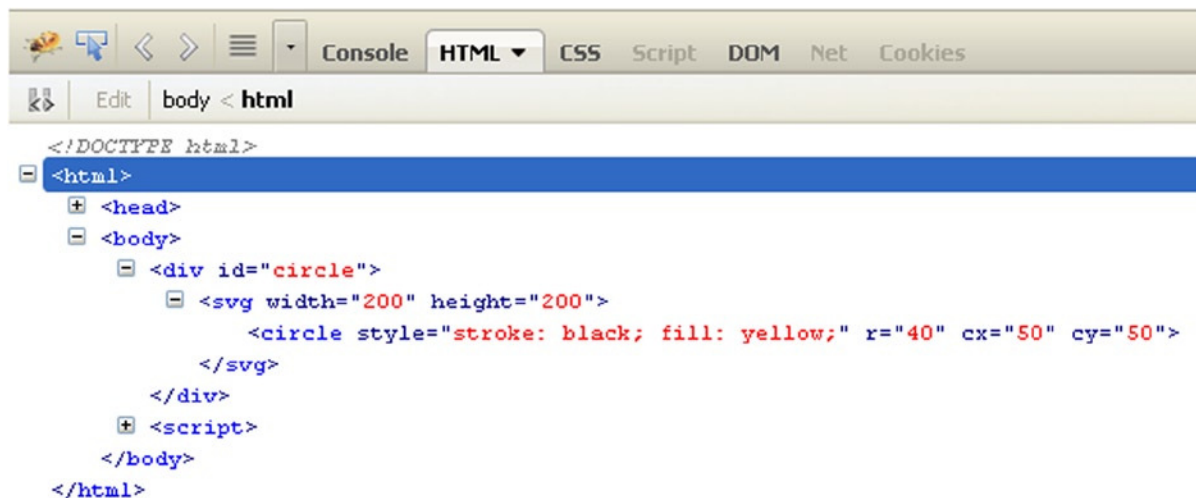 Console HTML CSS Script DOM Net Cookies
Edit body < html
<!DOCTYPE html>
<html>
<head>
<body>
<div id="circle">
<svg width="200" height="200">
<circle style="stroke: black; fill: yellow;" r="40" cx="50" cy="50">
</svg>
</div>
<script>
</body>
</html>